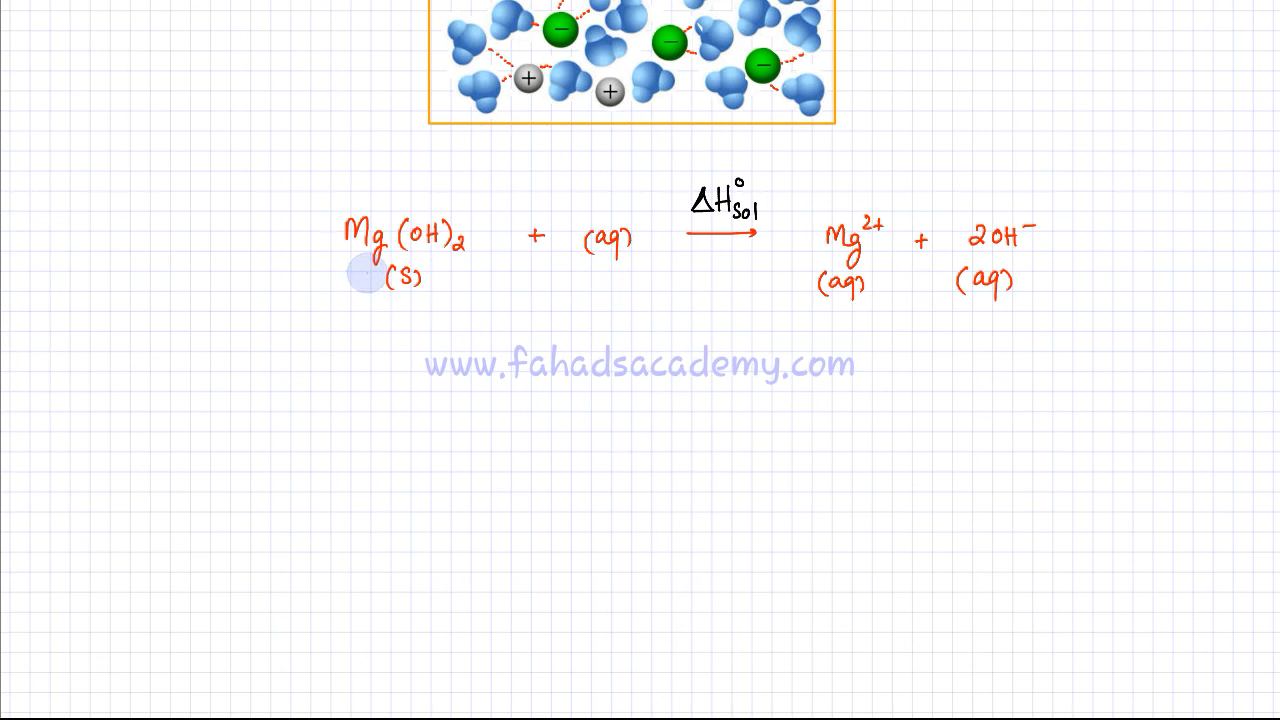 − − −
+ +
ΔH°sol
Mg(OH)₂ + (aq) → Mg²⁺ + 2OH⁻
(s) (aq) (aq)
www.fahadsacademy.com